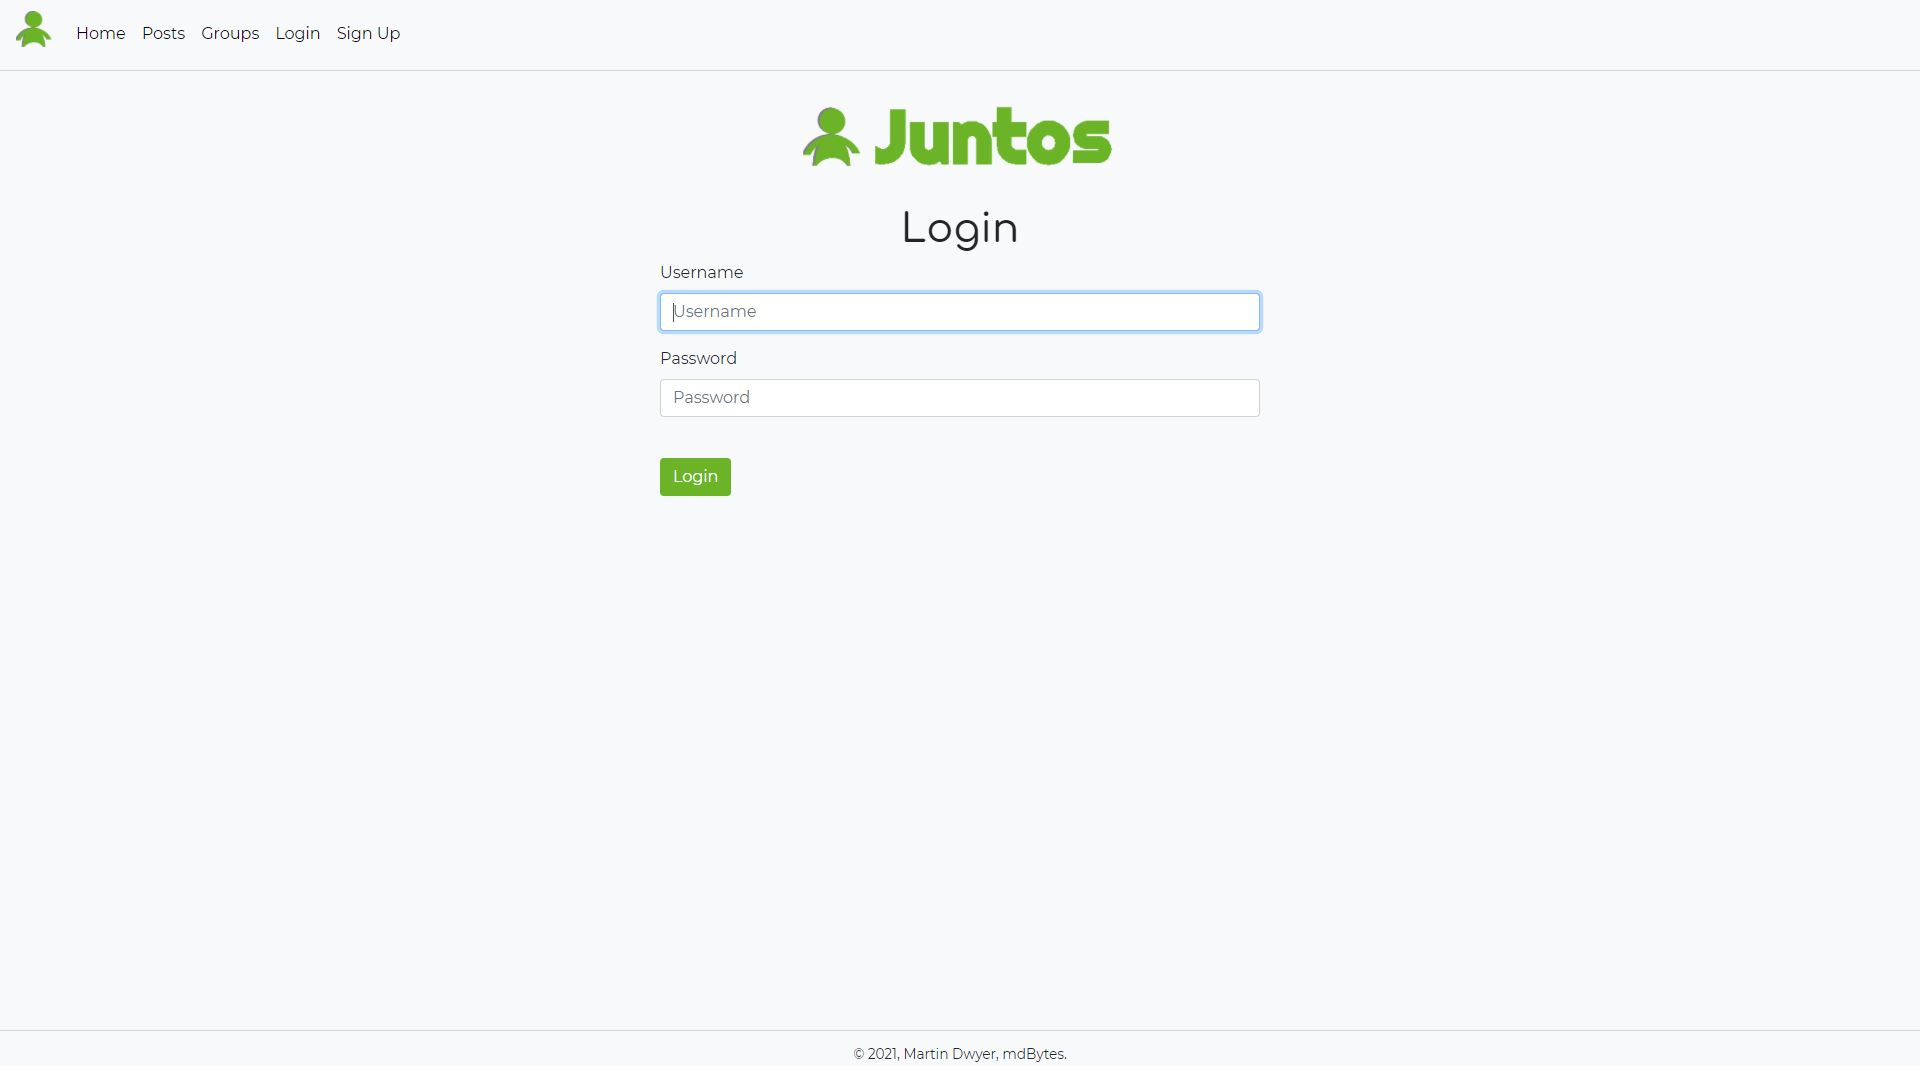 Home Posts Groups Login Sign Up
Juntos
Login
Username
Username
Password
Password
Login
© 2021, Martin Dwyer, mdBytes.